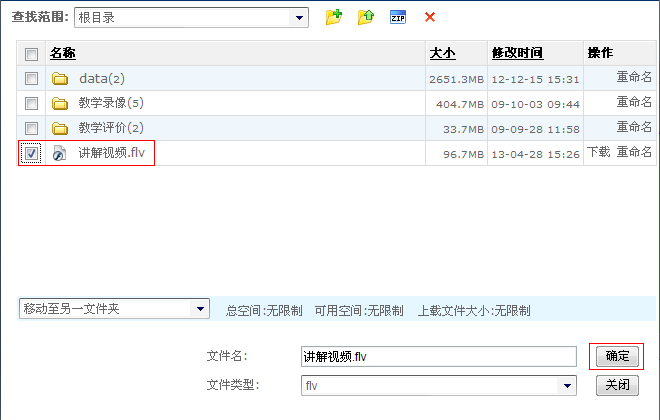 查找范围: 根目录 ZIP
名称 大小 修改时间 操作
data(2) 2651.3MB 12-12-15 15:31 重命名
教学录像(5) 404.7MB 09-10-03 09:44 重命名
教学评价(2) 33.7MB 09-09-28 11:58 重命名
讲解视频.flv 96.7MB 13-04-28 15:26 下载 重命名
移动至另一文件夹 总空间:无限制 可用空间:无限制 上载文件大小:无限制
文件名: 讲解视频.flv 确定
文件类型: flv 关闭